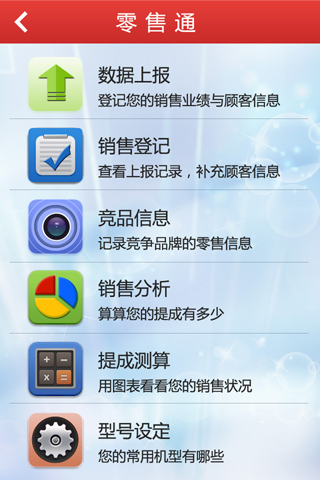 零售通
数据上报
登记您的销售业绩与顾客信息
销售登记
查看上报记录，补充顾客信息
竞品信息
记录竞争品牌的零售信息
销售分析
算算您的提成有多少
提成测算
用图表看看您的销售状况
型号设定
您的常用机型有哪些